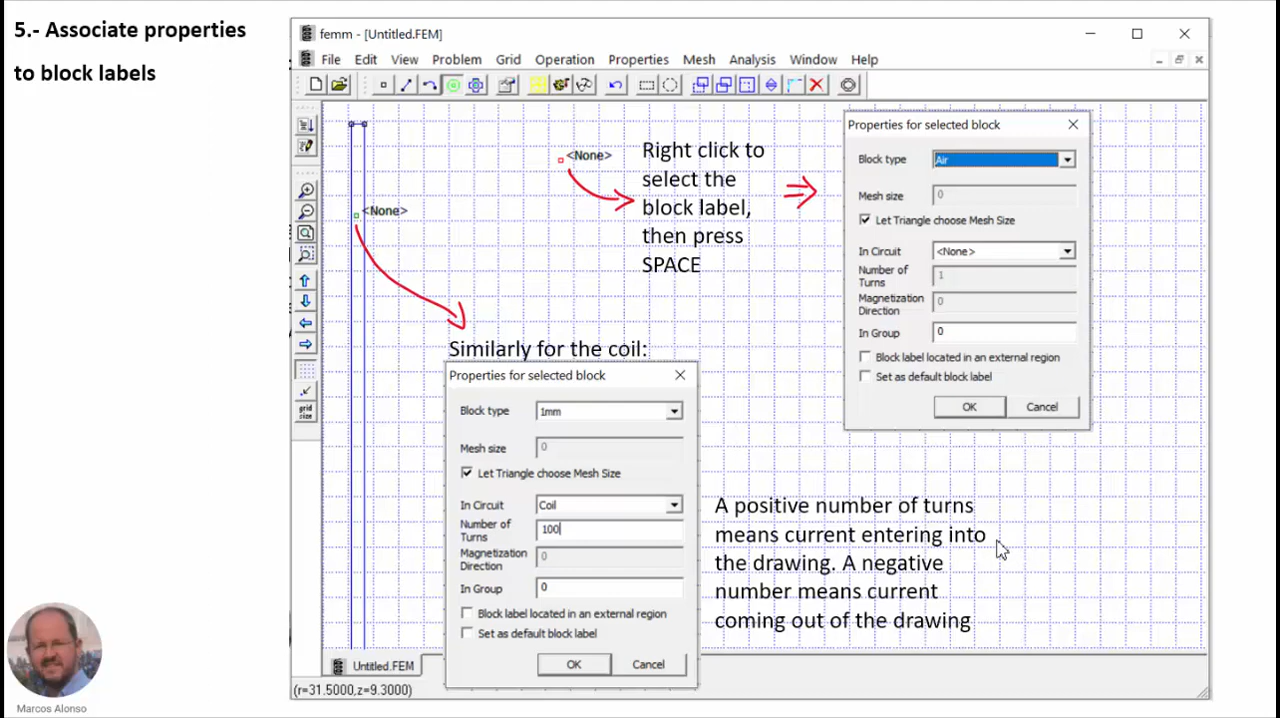 5.- Associate properties
to block labels
femm - [Untitled.FEM]
File Edit View Problem Grid Operation Properties Mesh Analysis Window Help
<None>
Right click to
select the
block label,
then press
SPACE
Properties for selected block
Block type Air
Mesh size 0
Let Triangle choose Mesh Size
In Circuit <None>
Number of
Turns 1
Magnetization
Direction 0
In Group 0
Block label located in an external region
Set as default block label
OK Cancel
<None>
Similarly for the coil:
Properties for selected block
Block type 1mm
Mesh size 0
Let Triangle choose Mesh Size
In Circuit Coil
Number of
Turns 100
Magnetization
Direction 0
In Group 0
Block label located in an external region
Set as default block label
OK Cancel
A positive number of turns
means current entering into
the drawing. A negative
number means current
coming out of the drawing
grid
size
Untitled.FEM
(r=31.5000,z=9.3000)
Marcos Alonso